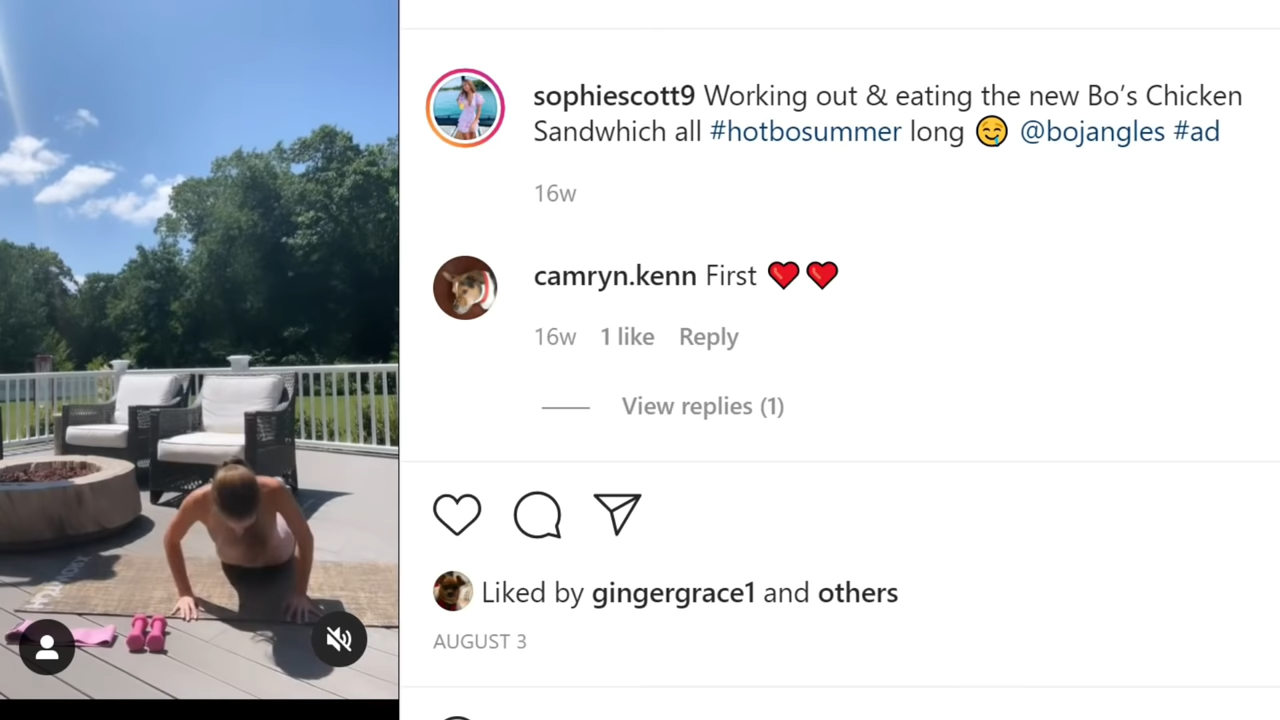 sophiescott9 Working out & eating the new Bo’s Chicken
Sandwhich all #hotbosummer long 🤤 @bojangles #ad
16w
camryn.kenn First ❤️❤️
16w 1 like Reply
View replies (1)
Liked by gingergrace1 and others
AUGUST 3